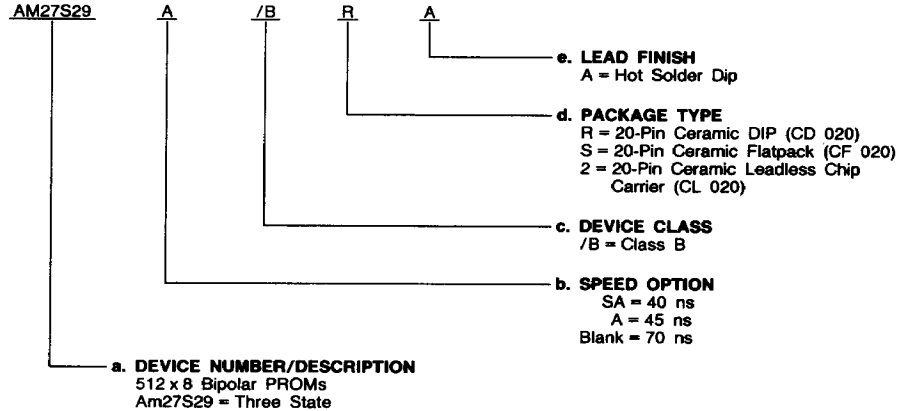 AM27S29 A /B R A
e. LEAD FINISH
A = Hot Solder Dip
d. PACKAGE TYPE
R = 20-Pin Ceramic DIP (CD 020)
S = 20-Pin Ceramic Flatpack (CF 020)
2 = 20-Pin Ceramic Leadless Chip
Carrier (CL 020)
c. DEVICE CLASS
/B = Class B
b. SPEED OPTION
SA = 40 ns
A = 45 ns
Blank = 70 ns
a. DEVICE NUMBER/DESCRIPTION
512 x 8 Bipolar PROMs
Am27S29 = Three State